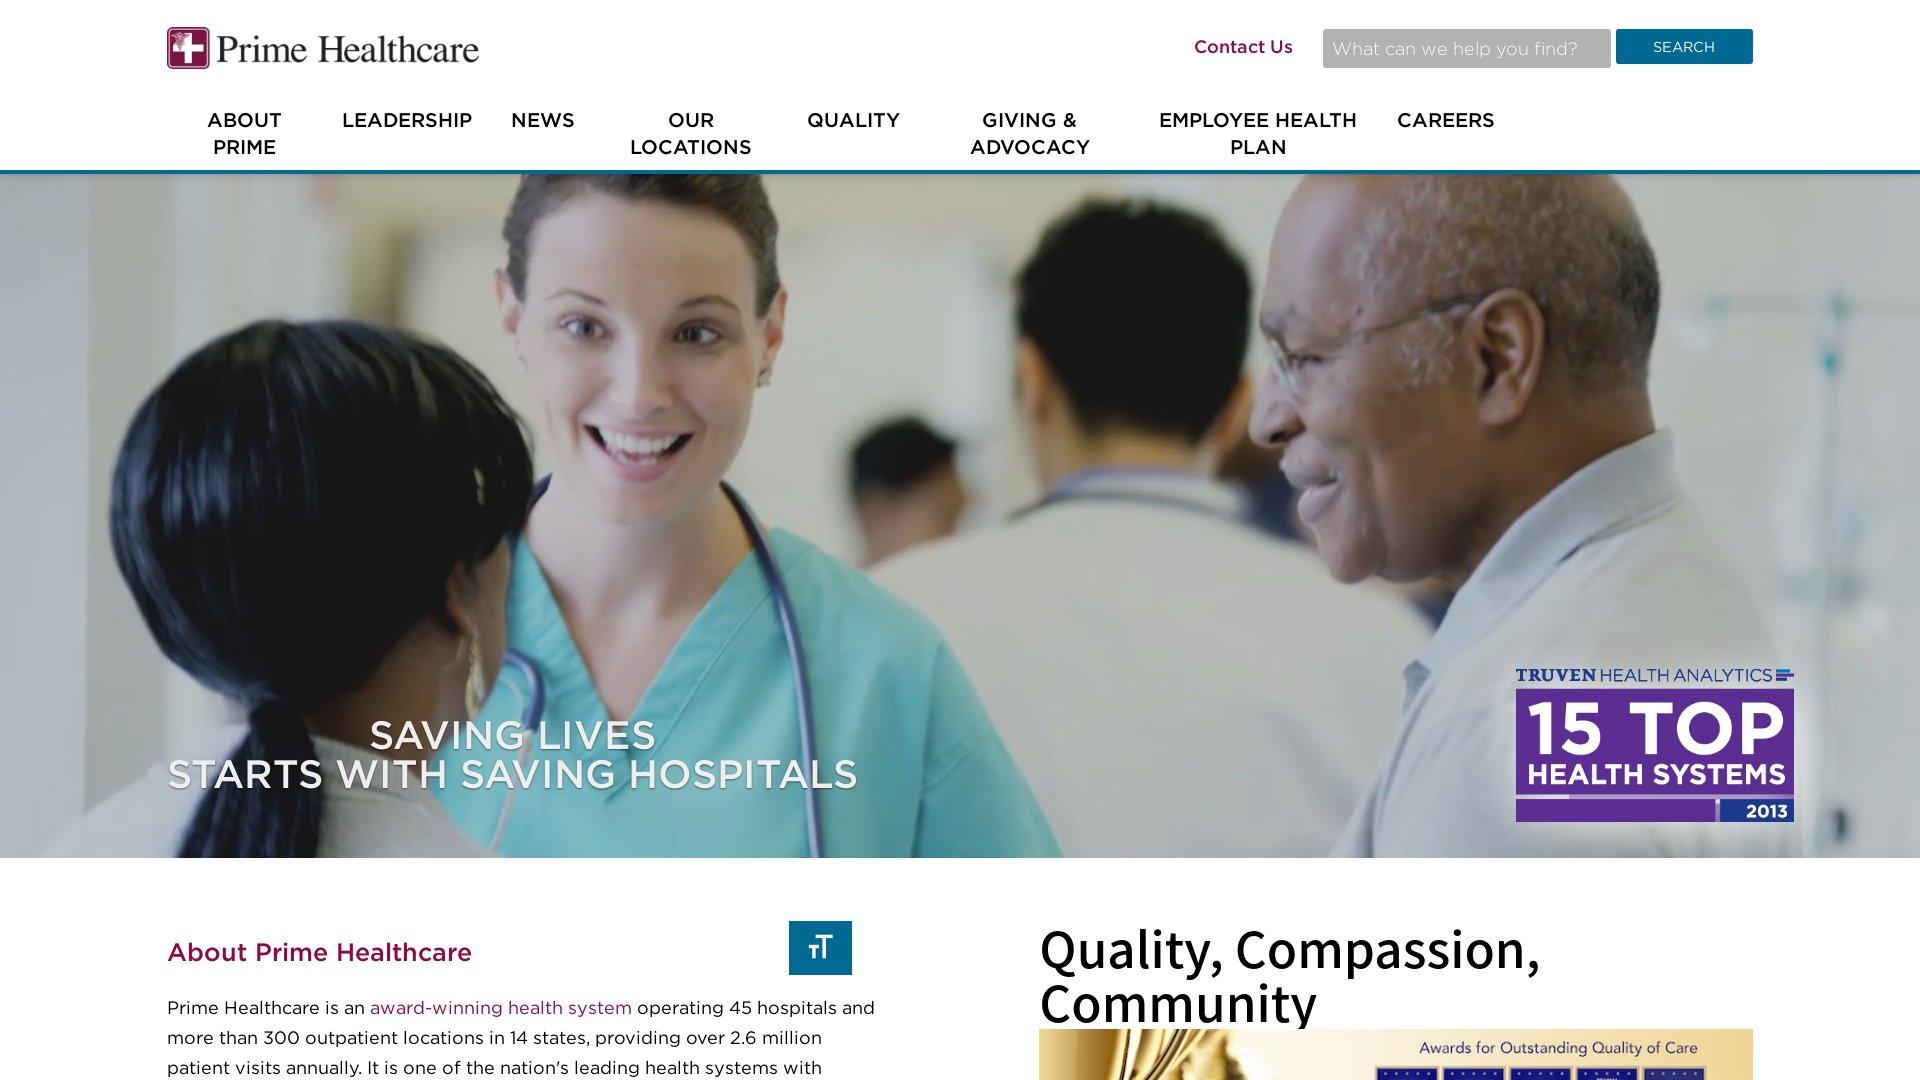 Prime Healthcare
Contact Us
What can we help you find?
SEARCH
ABOUT
PRIME
LEADERSHIP
NEWS
OUR
LOCATIONS
QUALITY
GIVING &
ADVOCACY
EMPLOYEE HEALTH
PLAN
CAREERS
SAVING LIVES
STARTS WITH SAVING HOSPITALS
TRUVEN HEALTH ANALYTICS
15 TOP
HEALTH SYSTEMS
2013
About Prime Healthcare
TT
Prime Healthcare is an award-winning health system operating 45 hospitals and
more than 300 outpatient locations in 14 states, providing over 2.6 million
patient visits annually. It is one of the nation's leading health systems with
Quality, Compassion,
Community
Awards for Outstanding Quality of Care